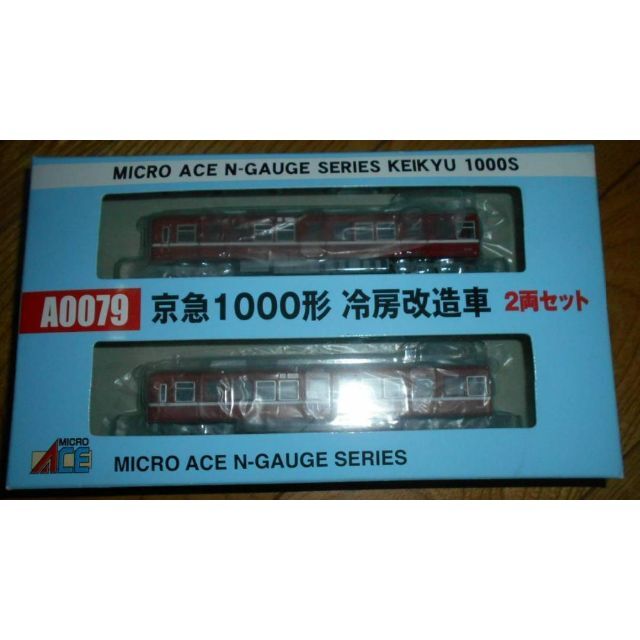 MICRO ACE N-GAUGE SERIES KEIKYU 1000S
A0079 京急1000形 冷房改造車 2両セット
MICRO
ACE
MICRO ACE N-GAUGE SERIES